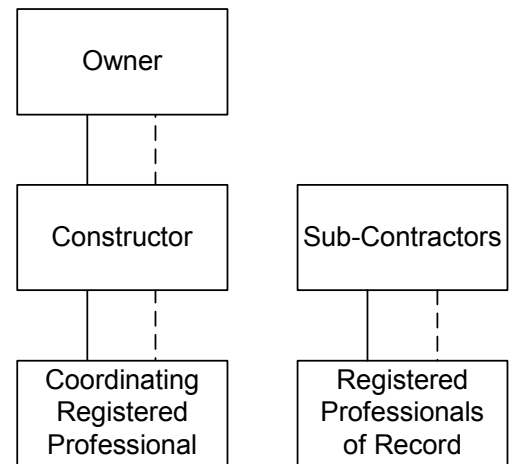 Owner
Constructor
Sub-Contractors
Coordinating
Registered
Professional
Registered
Professionals
of Record